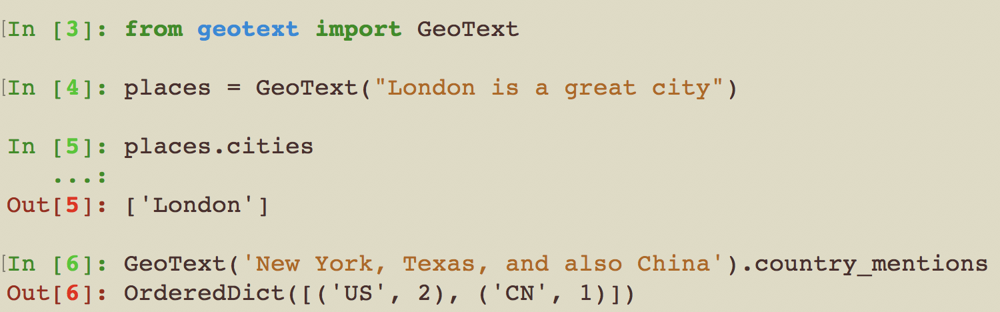 In [3]: from geotext import GeoText
In [4]: places = GeoText("London is a great city")
In [5]: places.cities
...:
Out[5]: ['London']
In [6]: GeoText('New York, Texas, and also China').country_mentions
Out[6]: OrderedDict([('US', 2), ('CN', 1)])